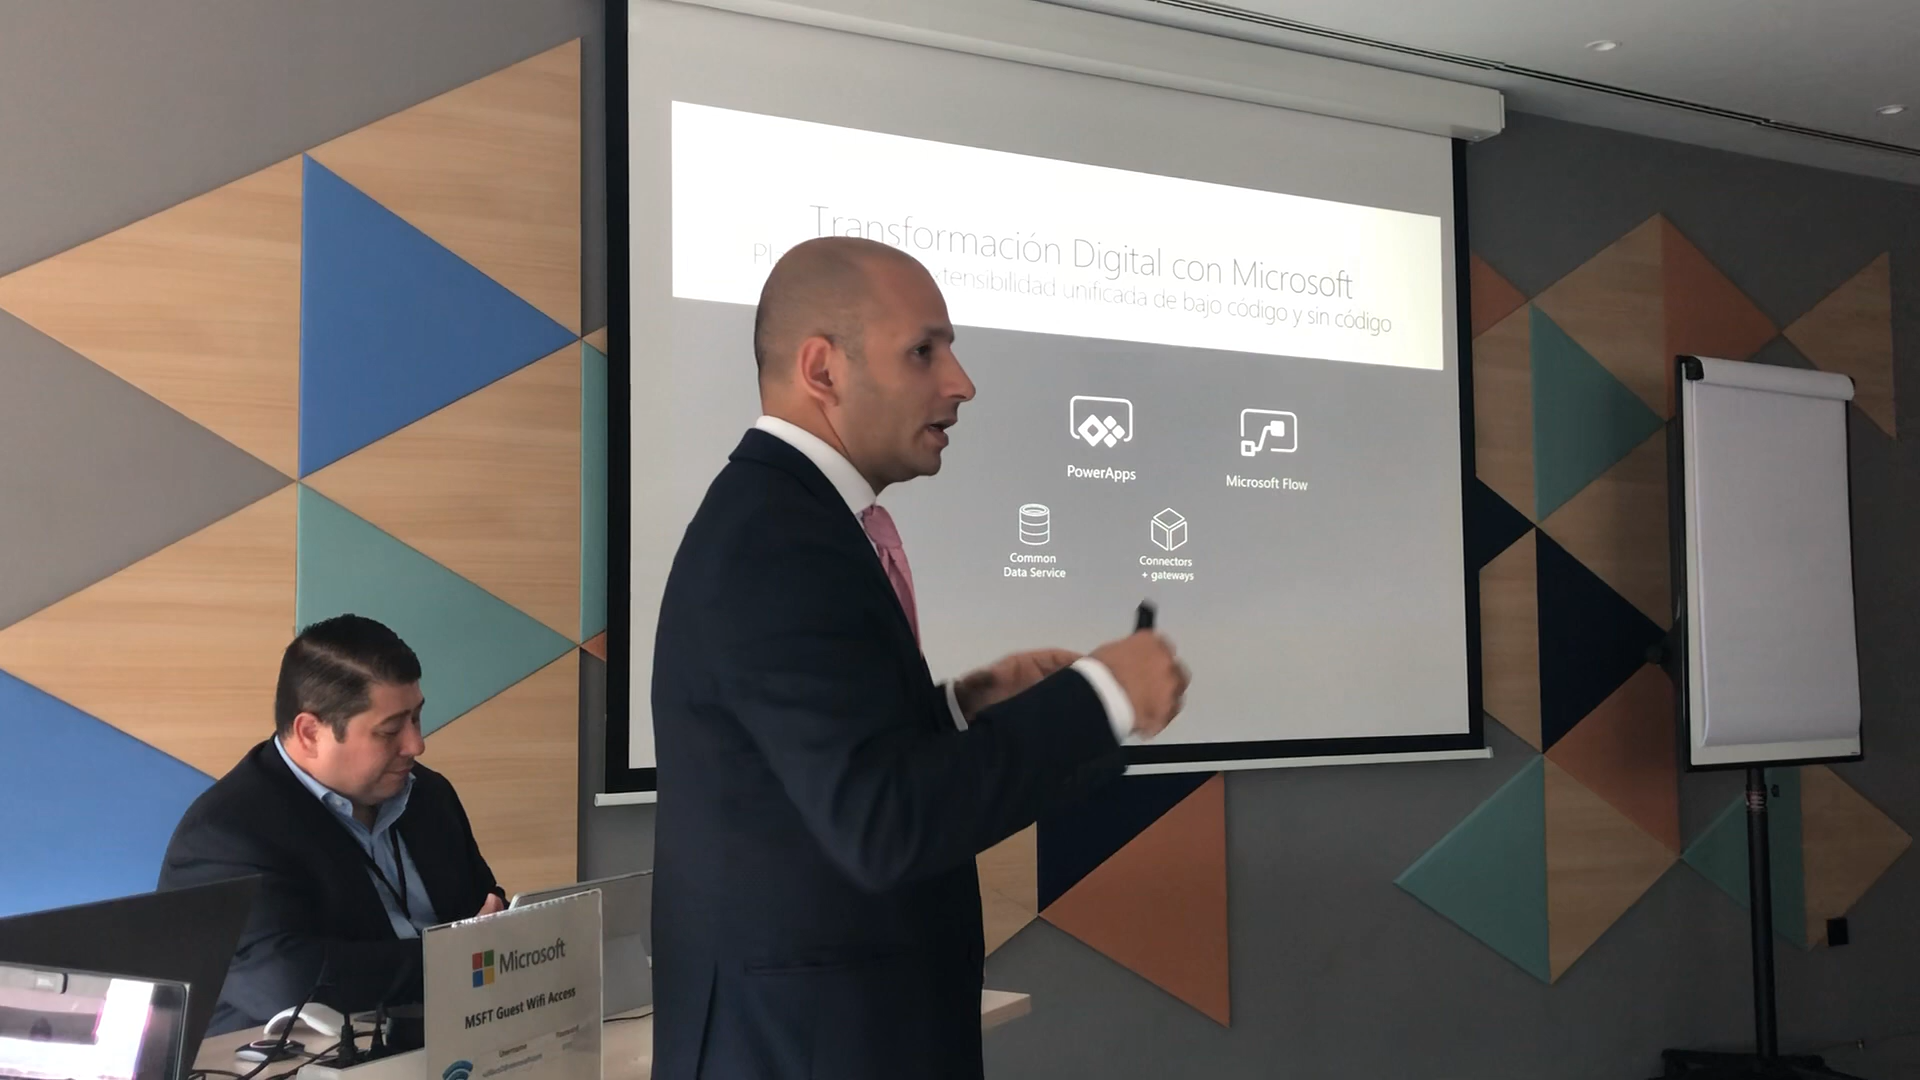 Transformación Digital con Microsoft
extensibilidad unificada de bajo código y sin código
PowerApps
Microsoft Flow
Common
Data Service
Connectors
+ gateways
Microsoft
MSFT Guest Wifi Access
Username
Password